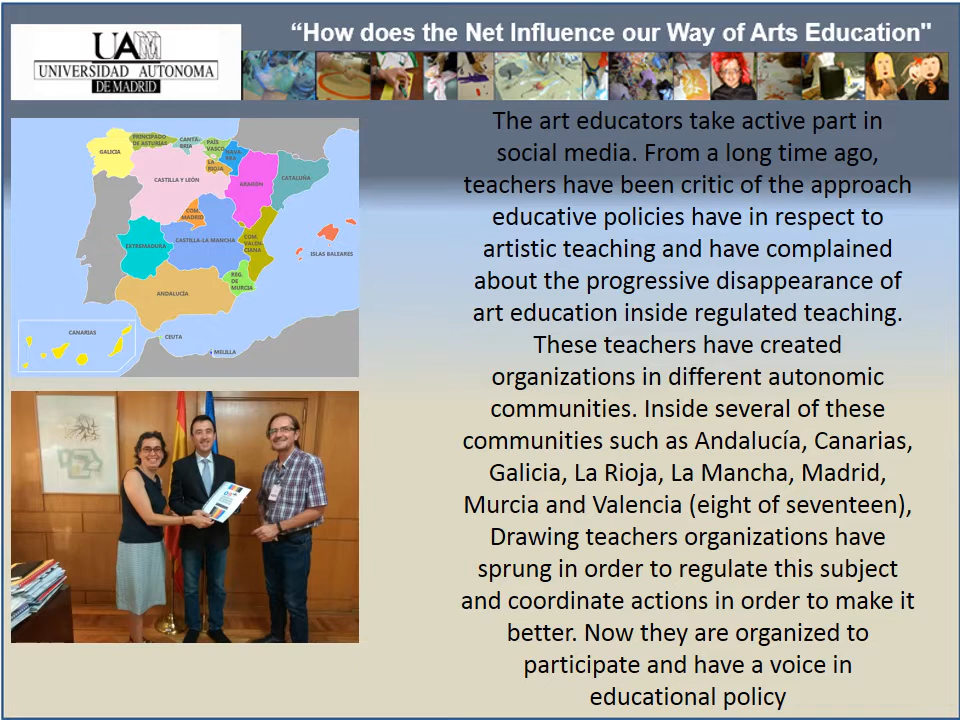 “How does the Net Influence our Way of Arts Education"
UAM
UNIVERSIDAD AUTONOMA
DE MADRID
GALICIA
PRINCIPADO
DE ASTURIAS
CANTA-
BRIA
PAÍS
VASCO
NAVA-
RRA
LA
RIOJA
CASTILLA Y LEÓN
ARAGÓN
CATALUÑA
COM.
MADRID
EXTREMADURA
CASTILLA-LA MANCHA
COM.
VALEN-
CIANA
ISLAS BALEARES
REG.
DE
MURCIA
ANDALUCÍA
CANARIAS
CEUTA
MELILLA
The art educators take active part in
social media. From a long time ago,
teachers have been critic of the approach
educative policies have in respect to
artistic teaching and have complained
about the progressive disappearance of
art education inside regulated teaching.
These teachers have created
organizations in different autonomic
communities. Inside several of these
communities such as Andalucía, Canarias,
Galicia, La Rioja, La Mancha, Madrid,
Murcia and Valencia (eight of seventeen),
Drawing teachers organizations have
sprung in order to regulate this subject
and coordinate actions in order to make it
better. Now they are organized to
participate and have a voice in
educational policy